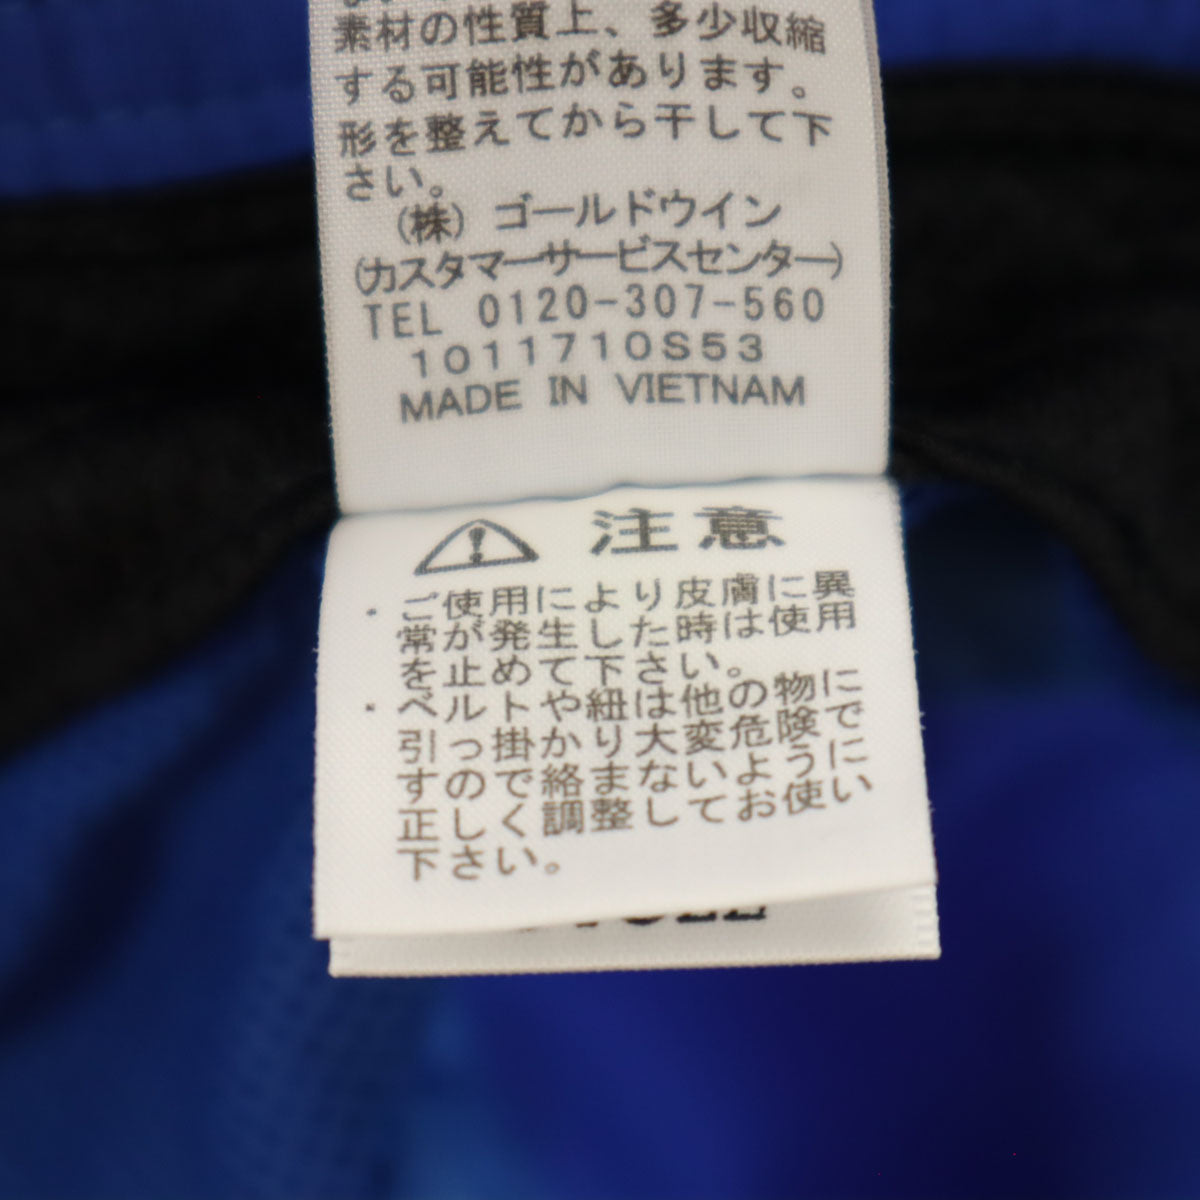 素材の性質上、多少収縮
する可能性があります。
形を整えてから干して下
さい。
(株) ゴールドウイン
(カスタマーサービスセンター)
TEL 0120-307-560
1011710S53
MADE IN VIETNAM
⚠ 注意
・ご使用により皮膚に異
常が発生した時は使用
を止めて下さい。
・ベルトや紐は他の物に
引っ掛かり大変危険で
すので絡まないように
正しく調整してお使い
下さい。